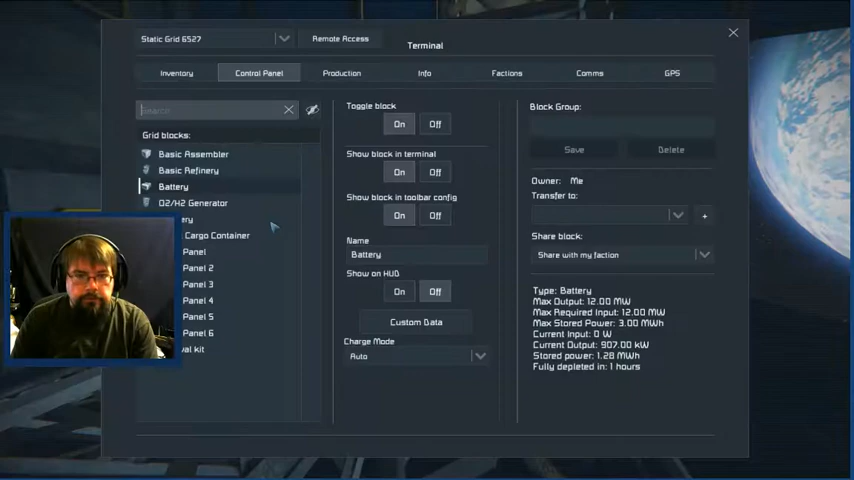 Static Grid 6527
Remote Access
Terminal
Inventory
Control Panel
Production
Info
Factions
Comms
GPS
Search...
Grid blocks:
Basic Assembler
Basic Refinery
Battery
O2/H2 Generator
ery
Cargo Container
Panel
Panel 2
Panel 3
Panel 4
Panel 5
Panel 6
val kit
Toggle block
On Off
Show block in terminal
On Off
Show block in toolbar config
On Off
Name
Battery
Show on HUD
On Off
Custom Data
Charge Mode
Auto
Block Group:
Save
Delete
Owner: Me
Transfer to:
+
Share block:
Share with my faction
Type: Battery
Max Output: 12.00 MW
Max Required Input: 12.00 MW
Max Stored Power: 3.00 MWh
Current Input: 0 W
Current Output: 907.00 kW
Stored power: 1.28 MWh
Fully depleted in: 1 hours